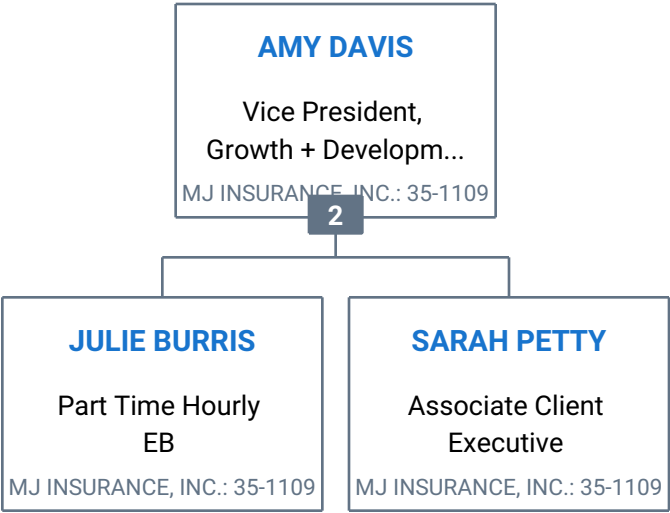 AMY DAVIS
Vice President,
Growth + Developm...
MJ INSURANCE, INC.: 35-1109
2
JULIE BURRIS
Part Time Hourly
EB
MJ INSURANCE, INC.: 35-1109
SARAH PETTY
Associate Client
Executive
MJ INSURANCE, INC.: 35-1109